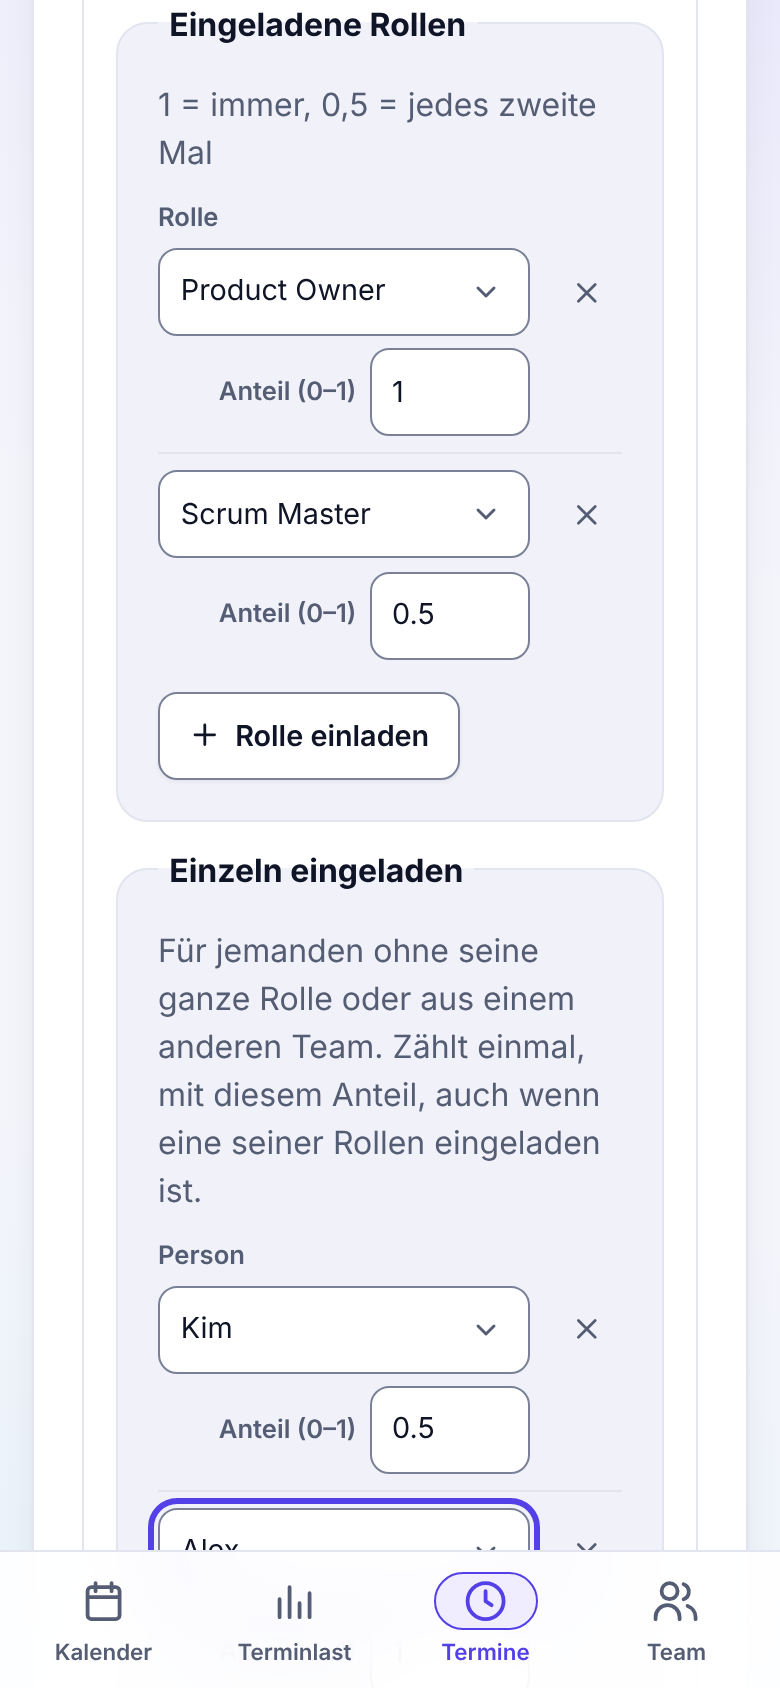 Eingeladene Rollen
1 = immer, 0,5 = jedes zweite
Mal
Rolle
Product Owner
Anteil (0–1)
1
Scrum Master
Anteil (0–1)
0.5
Rolle einladen
Einzeln eingeladen
Für jemanden ohne seine
ganze Rolle oder aus einem
anderen Team. Zählt einmal,
mit diesem Anteil, auch wenn
eine seiner Rollen eingeladen
ist.
Person
Kim
Anteil (0–1)
0.5
Alex
Kalender
Terminlast
Termine
Team